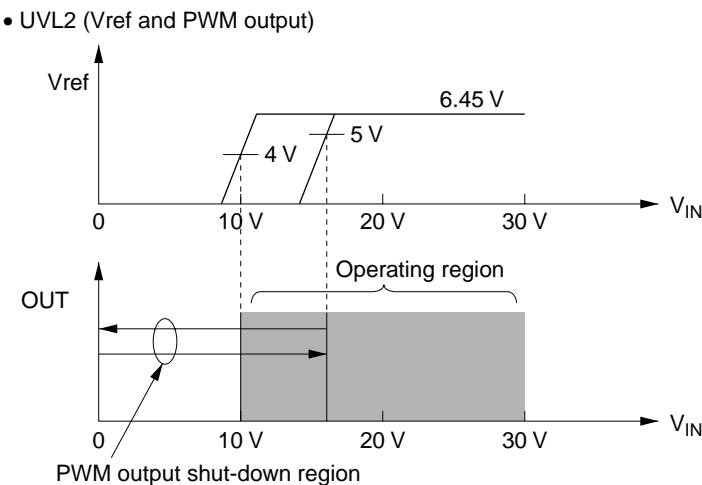 • UVL2 (Vref and PWM output)
Vref
6.45 V
5 V
4 V
0 10 V 20 V 30 V VIN
Operating region
OUT
0 10 V 20 V 30 V VIN
PWM output shut-down region